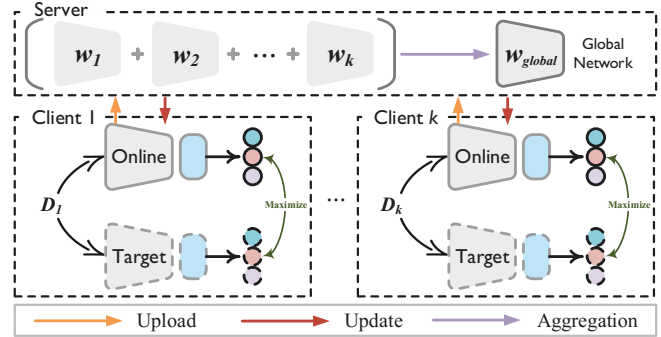 Server
w1 + w2 + ... + wk
wglobal
Global
Network
Client 1
Online
D1
Maximize
Target
...
Client k
Online
Dk
Maximize
Target
Upload
Update
Aggregation